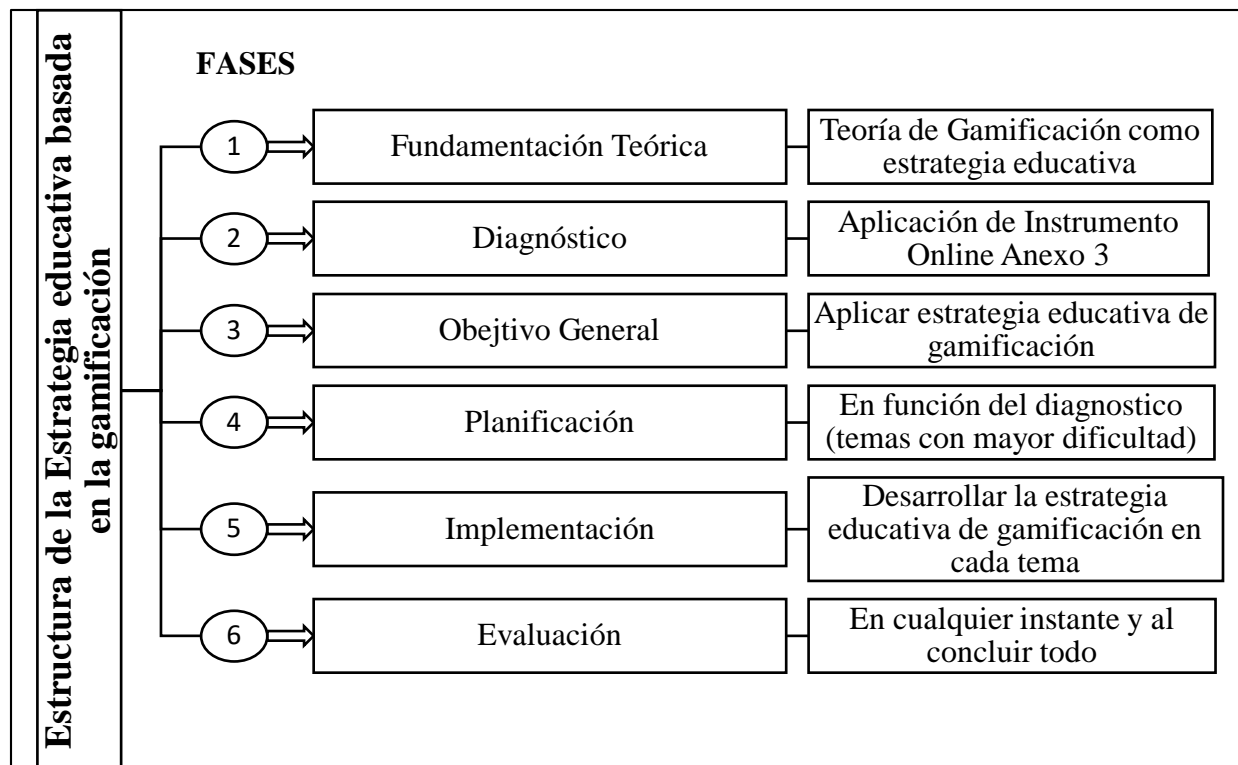 Estructura de la Estrategia educativa basada
en la gamificación
FASES
1
Fundamentación Teórica
Teoría de Gamificación como
estrategia educativa
2
Diagnóstico
Aplicación de Instrumento
Online Anexo 3
3
Obejtivo General
Aplicar estrategia educativa de
gamificación
4
Planificación
En función del diagnostico
(temas con mayor dificultad)
5
Implementación
Desarrollar la estrategia
educativa de gamificación en
cada tema
6
Evaluación
En cualquier instante y al
concluir todo